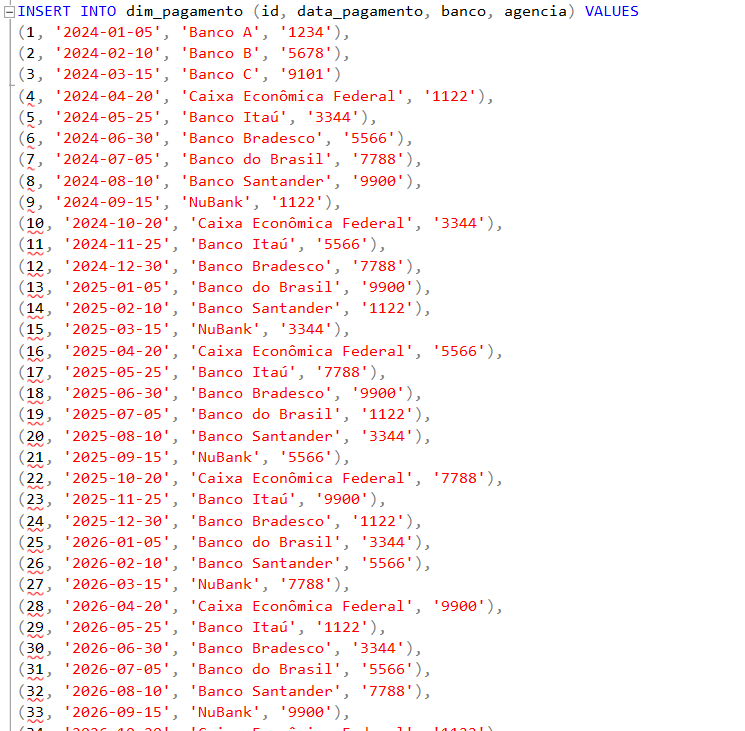 INSERT INTO dim_pagamento (id, data_pagamento, banco, agencia) VALUES
(1, '2024-01-05', 'Banco A', '1234'),
(2, '2024-02-10', 'Banco B', '5678'),
(3, '2024-03-15', 'Banco C', '9101')
(4, '2024-04-20', 'Caixa Econômica Federal', '1122'),
(5, '2024-05-25', 'Banco Itaú', '3344'),
(6, '2024-06-30', 'Banco Bradesco', '5566'),
(7, '2024-07-05', 'Banco do Brasil', '7788'),
(8, '2024-08-10', 'Banco Santander', '9900'),
(9, '2024-09-15', 'NuBank', '1122'),
(10, '2024-10-20', 'Caixa Econômica Federal', '3344'),
(11, '2024-11-25', 'Banco Itaú', '5566'),
(12, '2024-12-30', 'Banco Bradesco', '7788'),
(13, '2025-01-05', 'Banco do Brasil', '9900'),
(14, '2025-02-10', 'Banco Santander', '1122'),
(15, '2025-03-15', 'NuBank', '3344'),
(16, '2025-04-20', 'Caixa Econômica Federal', '5566'),
(17, '2025-05-25', 'Banco Itaú', '7788'),
(18, '2025-06-30', 'Banco Bradesco', '9900'),
(19, '2025-07-05', 'Banco do Brasil', '1122'),
(20, '2025-08-10', 'Banco Santander', '3344'),
(21, '2025-09-15', 'NuBank', '5566'),
(22, '2025-10-20', 'Caixa Econômica Federal', '7788'),
(23, '2025-11-25', 'Banco Itaú', '9900'),
(24, '2025-12-30', 'Banco Bradesco', '1122'),
(25, '2026-01-05', 'Banco do Brasil', '3344'),
(26, '2026-02-10', 'Banco Santander', '5566'),
(27, '2026-03-15', 'NuBank', '7788'),
(28, '2026-04-20', 'Caixa Econômica Federal', '9900'),
(29, '2026-05-25', 'Banco Itaú', '1122'),
(30, '2026-06-30', 'Banco Bradesco', '3344'),
(31, '2026-07-05', 'Banco do Brasil', '5566'),
(32, '2026-08-10', 'Banco Santander', '7788'),
(33, '2026-09-15', 'NuBank', '9900'),